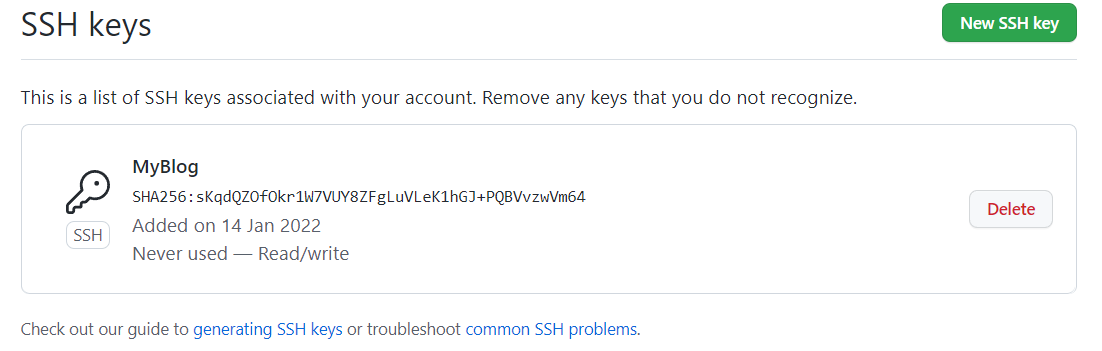 SSH keys
New SSH key
This is a list of SSH keys associated with your account. Remove any keys that you do not recognize.
MyBlog
SHA256:sKqdQZOfOkr1W7VUY8ZFgLuVLeK1hGJ+PQBVvzwVm64
Added on 14 Jan 2022
Never used — Read/write
SSH
Delete
Check out our guide to generating SSH keys or troubleshoot common SSH problems.